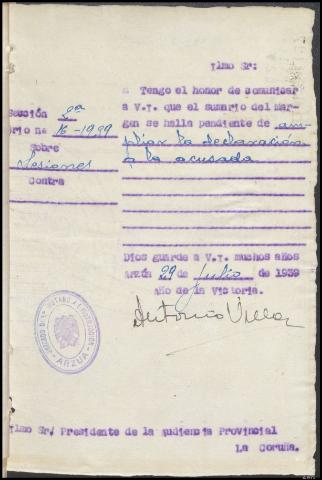 Ilmo Sr:
Tengo el honor de comunicar
a V.I. que el sumario del Mar-
gen se halla pendiente de am-
pliar la declaración
a la acusada
Sección 2ª
ario nº 16-1939
Sobre
Lesiones
Contra
Dios guarde a V.I. muchos años
Arzúa 29 de Julio de 1939
Año de la Victoria.
Antonio Villar
ARZUA
Ilmo Sr/ Presidente de la Audiencia Provincial
La Coruña.